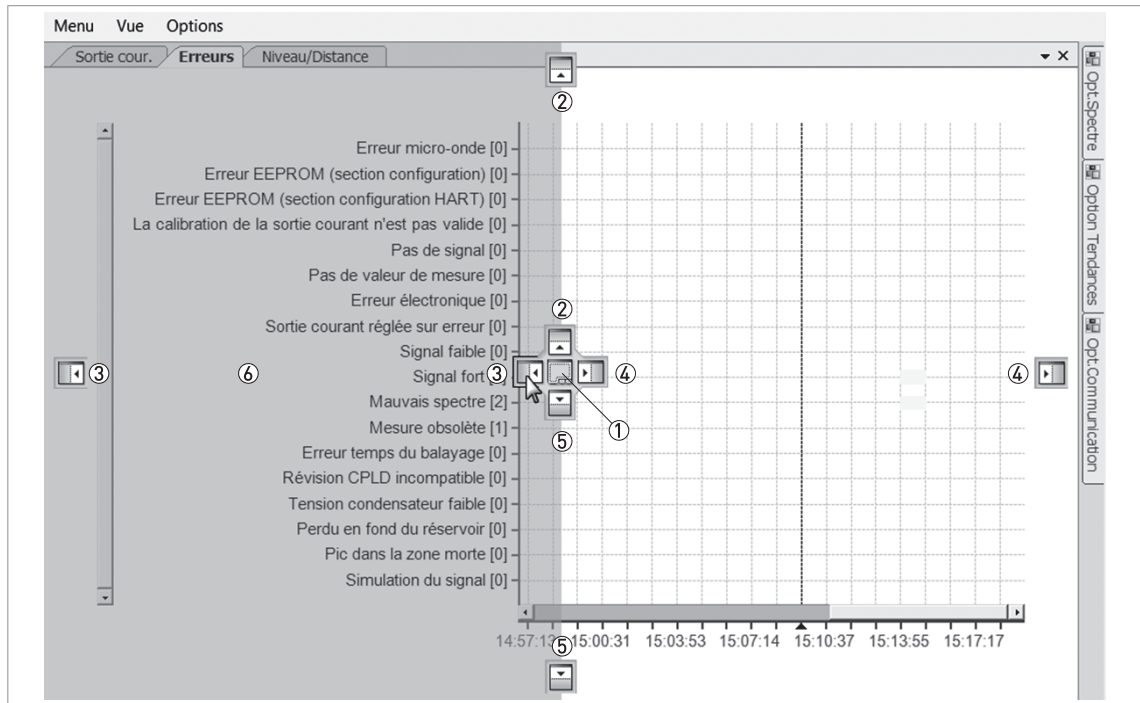 Menu Vue Options
Sortie cour. Erreurs Niveau/Distance
②
Erreur micro-onde [0]
Erreur EEPROM (section configuration) [0]
Erreur EEPROM (section configuration HART) [0]
La calibration de la sortie courant n'est pas valide [0]
Pas de signal [0]
Pas de valeur de mesure [0]
Erreur électronique [0]
②
Sortie courant réglée sur erreur [0]
Signal faible [0]
③ ⑥ Signal fort ③ ④ ④
Mauvais spectre [2]
①
Mesure obsolète [1]
⑤
Erreur temps du balayage [0]
Révision CPLD incompatible [0]
Tension condensateur faible [0]
Perdu en fond du réservoir [0]
Pic dans la zone morte [0]
Simulation du signal [0]
14:57:13 15:00:31 15:03:53 15:07:14 15:10:37 15:13:55 15:17:17
⑤
Opt.Spectre
Option Tendances
Opt.Communication